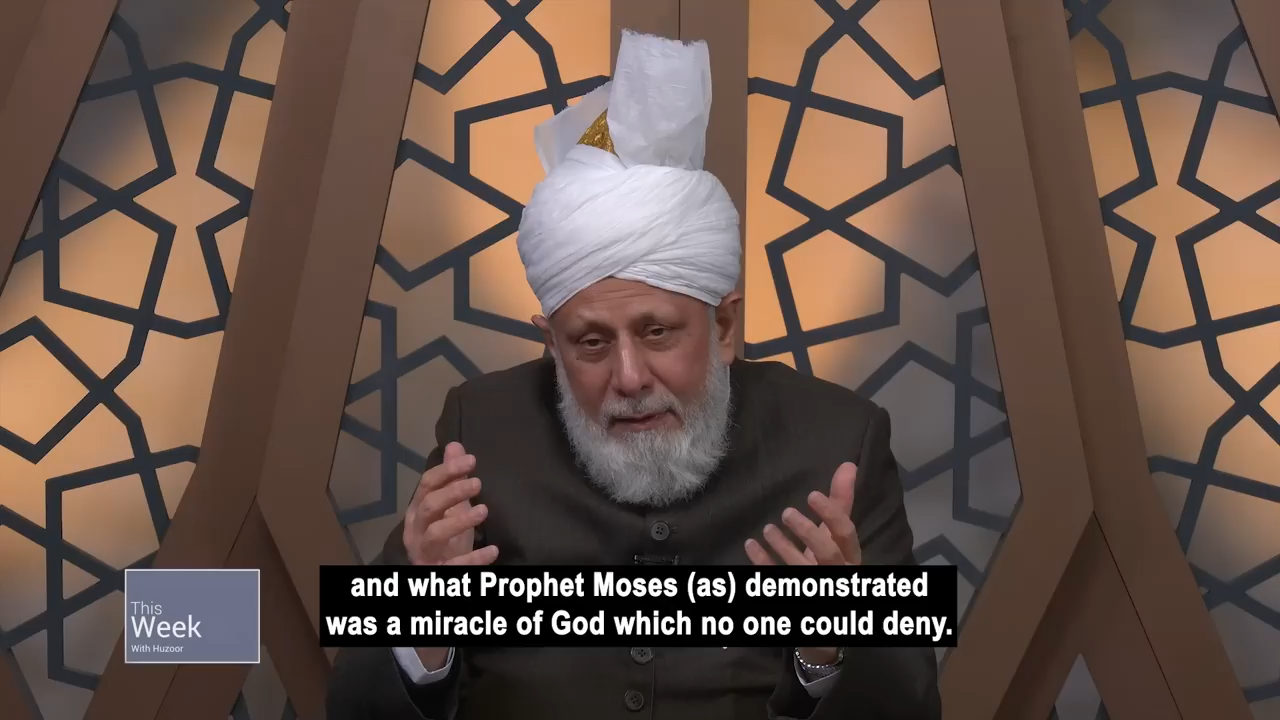 This
Week
With Huzoor
and what Prophet Moses (as) demonstrated
was a miracle of God which no one could deny.